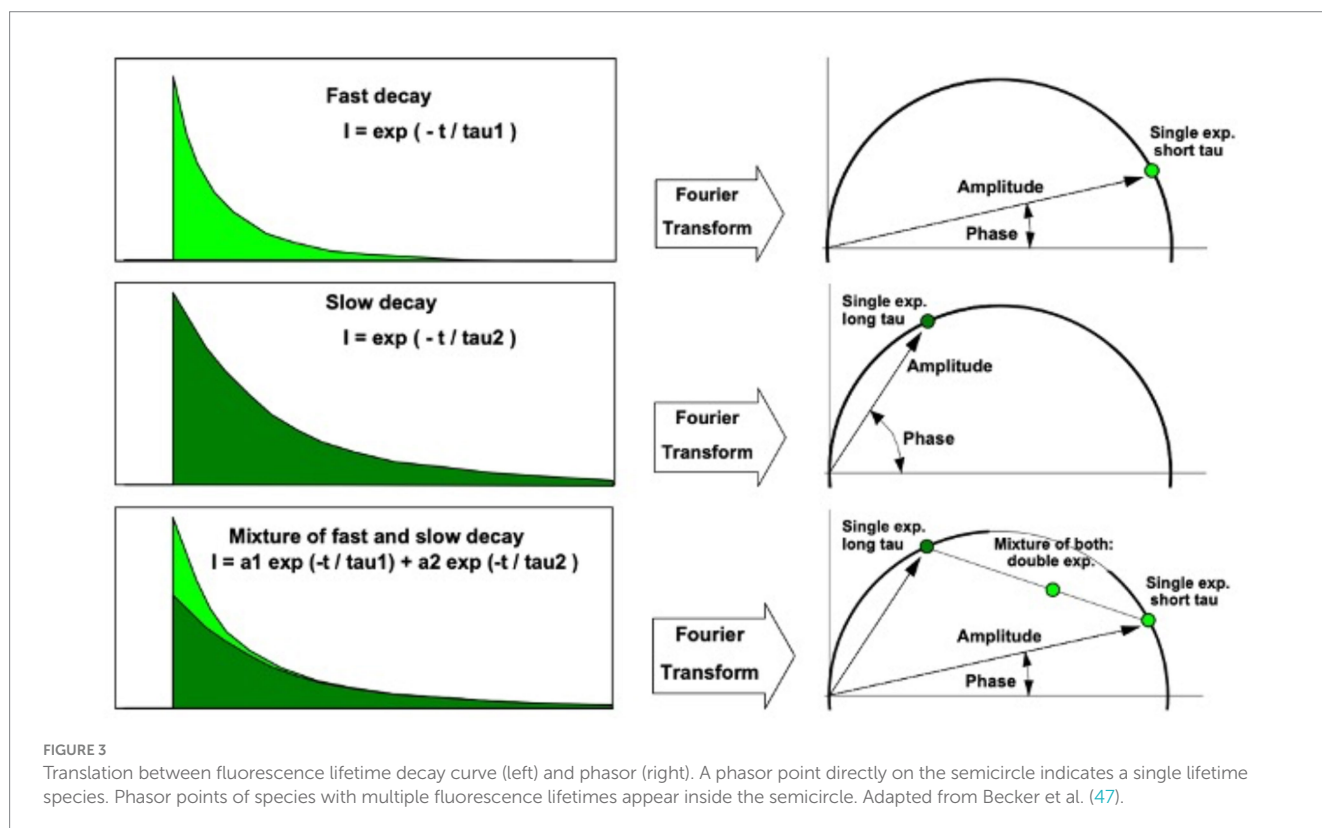 Fast decay
I = exp ( - t / tau1 )
Fourier
Transform
Single exp.
short tau
Amplitude
Phase
Slow decay
I = exp ( - t / tau2 )
Fourier
Transform
Single exp.
long tau
Amplitude
Phase
Mixture of fast and slow decay
I = a1 exp (-t / tau1) + a2 exp (-t / tau2 )
Fourier
Transform
Single exp.
long tau
Mixture of both:
double exp.
Single exp.
short tau
Amplitude
Phase
FIGURE 3
Translation between fluorescence lifetime decay curve (left) and phasor (right). A phasor point directly on the semicircle indicates a single lifetime
species. Phasor points of species with multiple fluorescence lifetimes appear inside the semicircle. Adapted from Becker et al. (47).